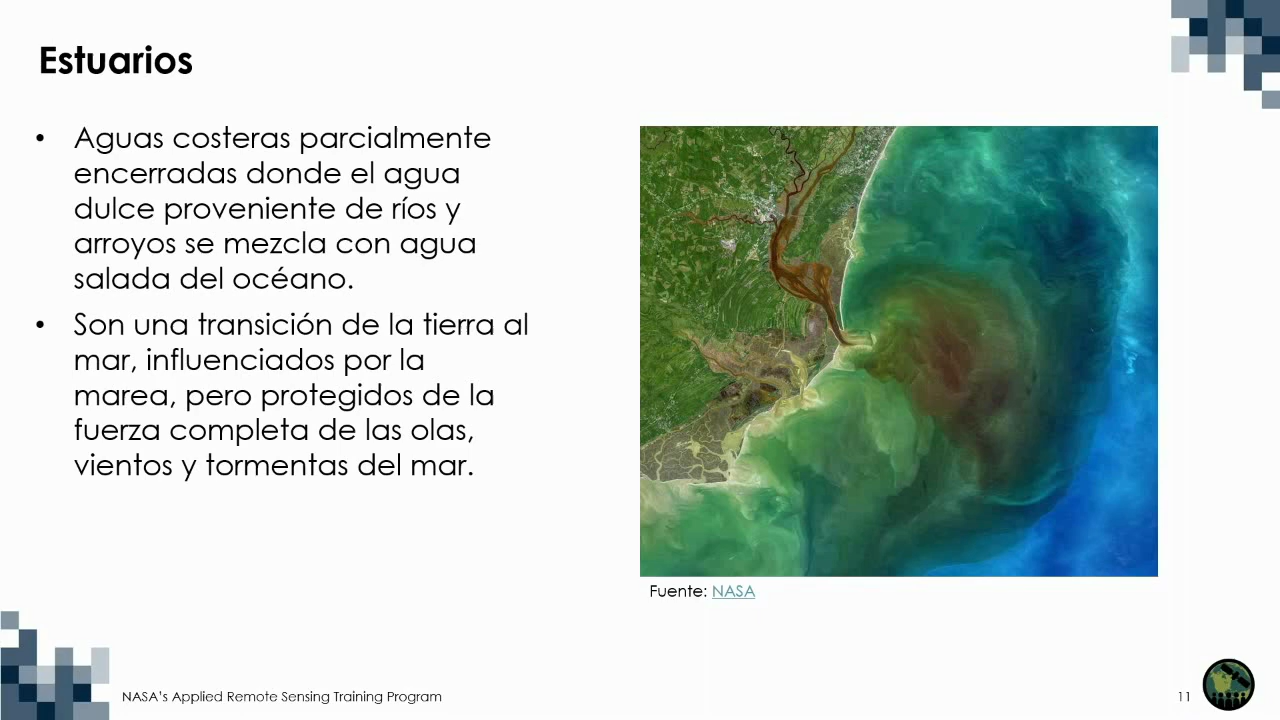 Estuarios
• Aguas costeras parcialmente
encerradas donde el agua
dulce proveniente de ríos y
arroyos se mezcla con agua
salada del océano.
• Son una transición de la tierra al
mar, influenciados por la
marea, pero protegidos de la
fuerza completa de las olas,
vientos y tormentas del mar.
Fuente: NASA
NASA's Applied Remote Sensing Training Program
11